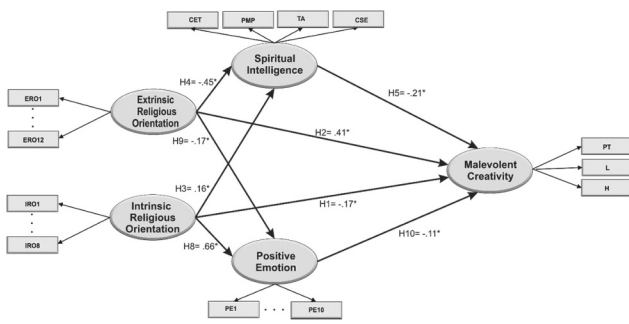 CET
PMP
TA
CSE
Spiritual
Intelligence
H4= -.45*
H5= -.21*
ERO1
Extrinsic
Religious
Orientation
ERO12
H2= .41*
H9= -.17*
Malevolent
Creativity
PT
L
H
H3= .16*
IRO1
Intrinsic
Religious
Orientation
IRO8
H1= -.17*
H8= .66*
Positive
Emotion
H10= -.11*
PE1
PE10